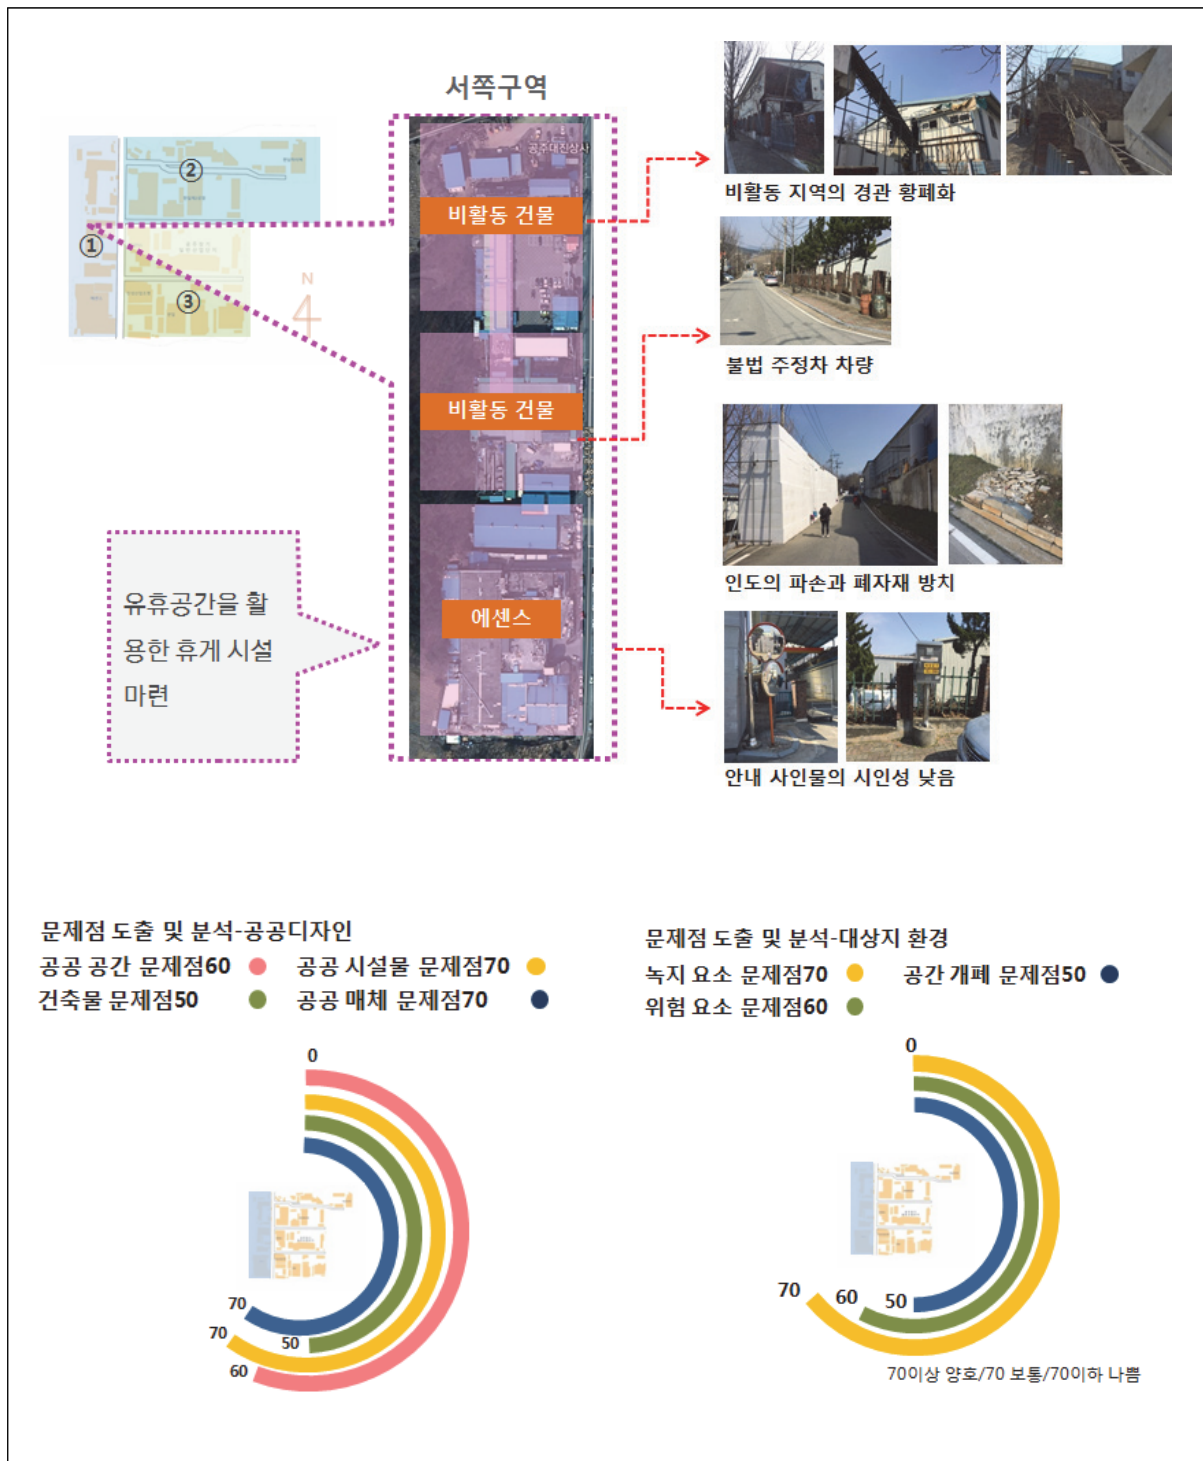 서쪽구역
공주대진상사
②
①
③
N
비활동 건물
비활동 건물
에센스
유휴공간을 활
용한 휴게 시설
마련
비활동 지역의 경관 황폐화
불법 주정차 차량
인도의 파손과 폐자재 방치
안내 사인물의 시인성 낮음
문제점 도출 및 분석-공공디자인
공공 공간 문제점60 공공 시설물 문제점70
건축물 문제점50 공공 매체 문제점70
0
70
70
50
60
문제점 도출 및 분석-대상지 환경
녹지 요소 문제점70 공간 개폐 문제점50
위험 요소 문제점60
0
70
60
50
70이상 양호/70 보통/70이하 나쁨